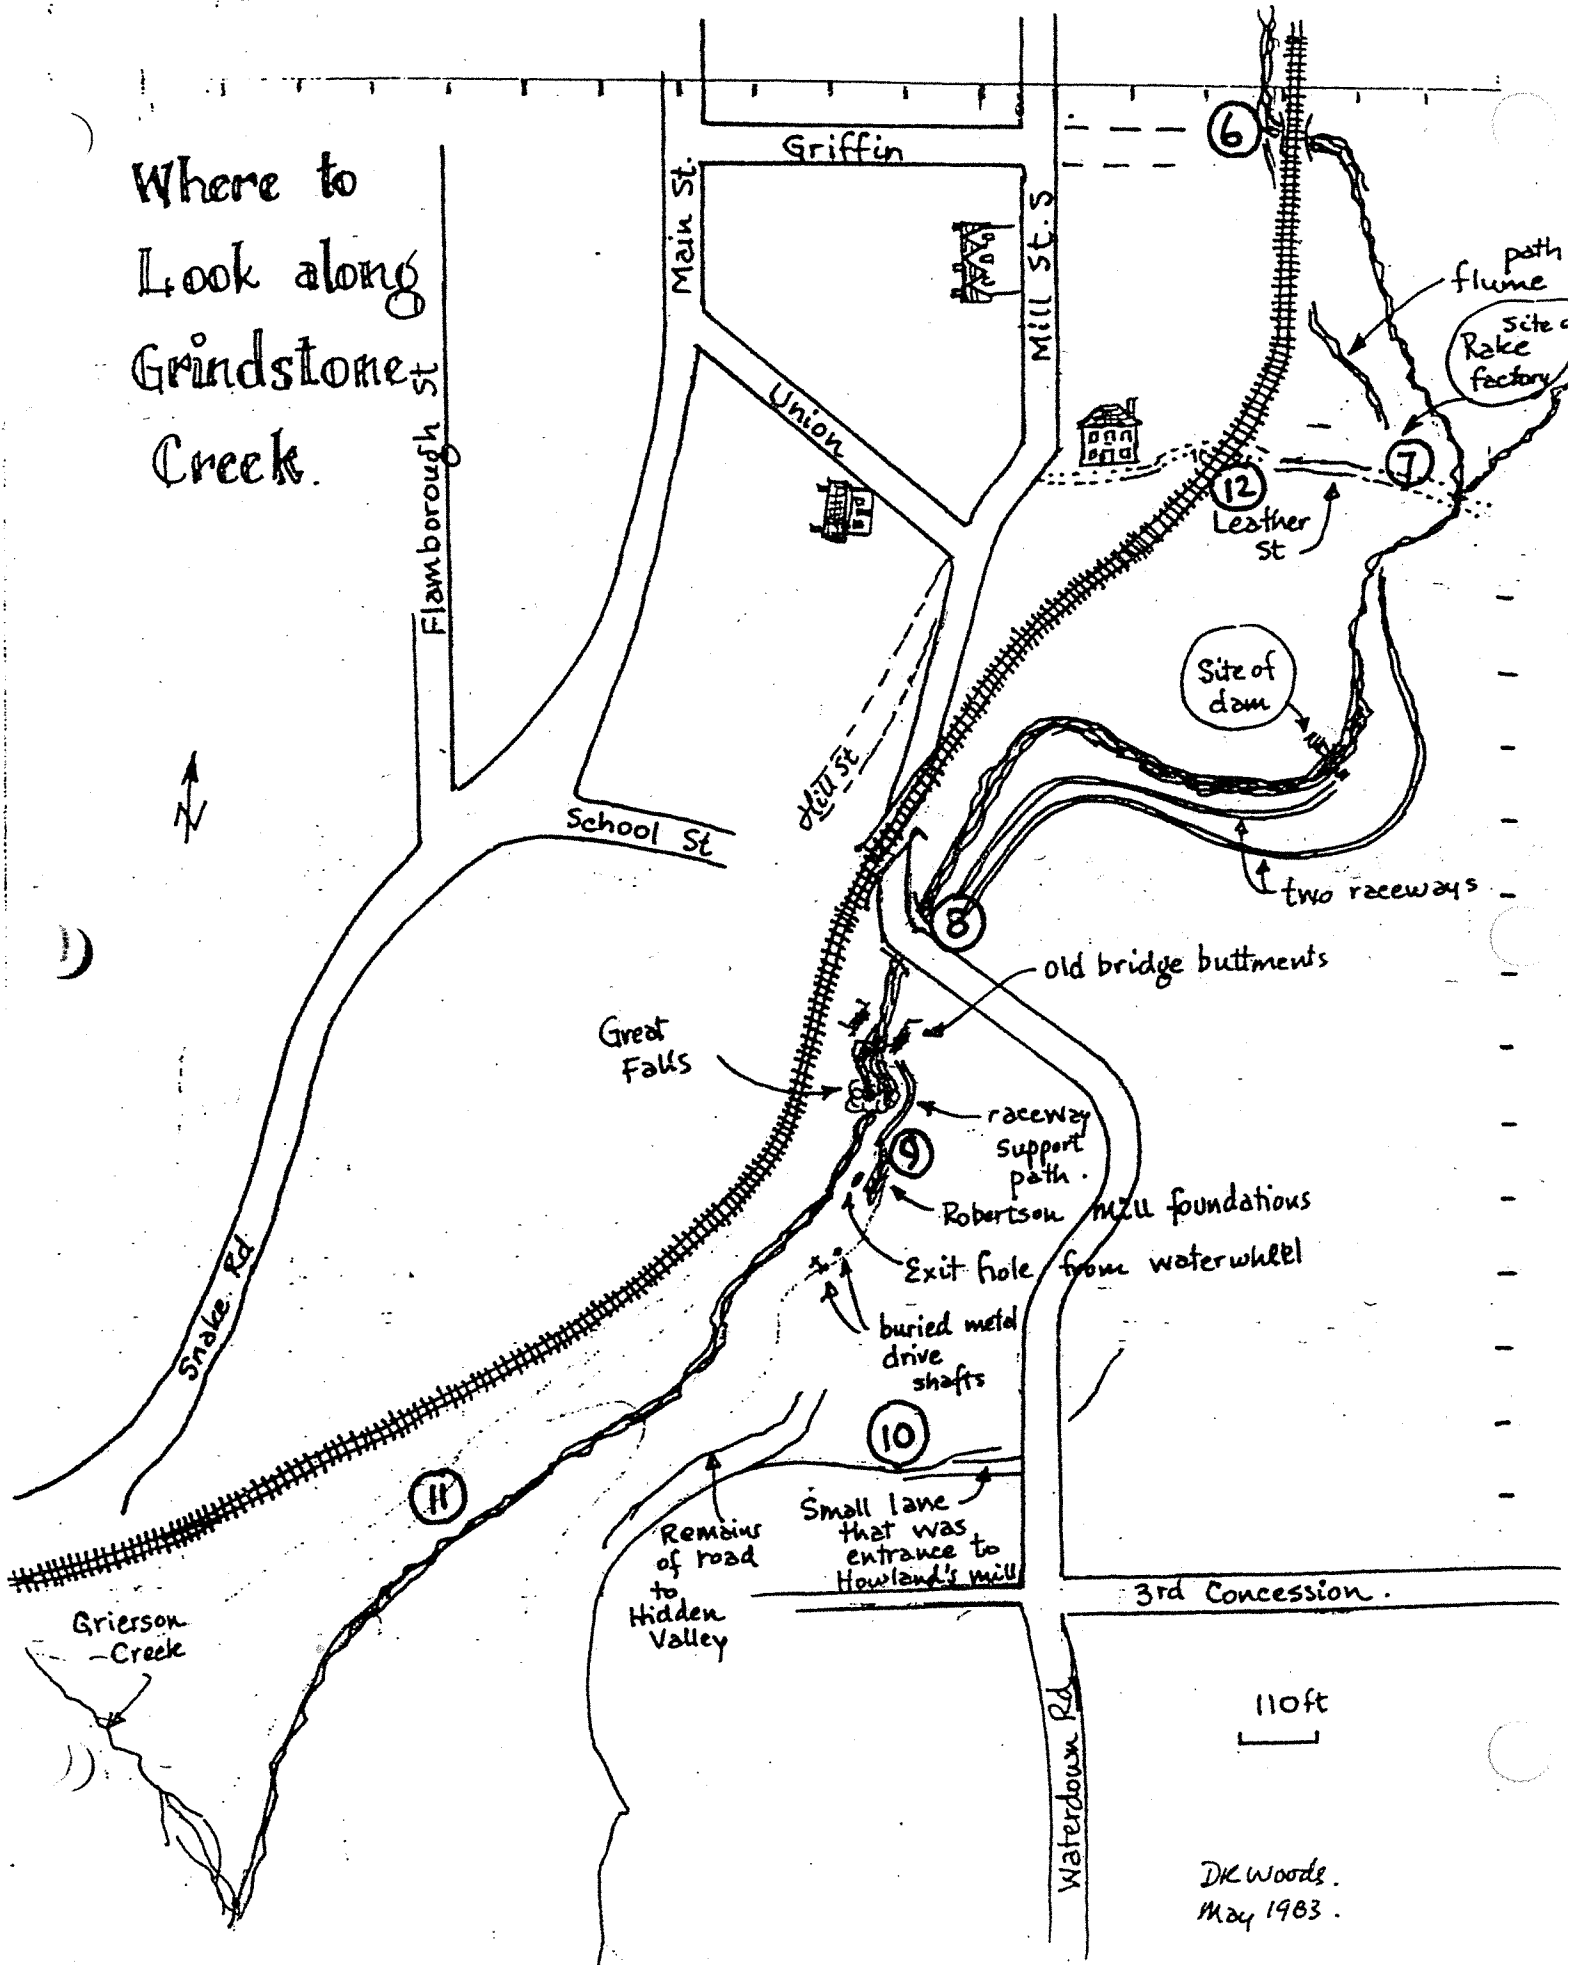 Where to
Look along
Grindstone
Creek.
Griffin
Main St.
Mill St. S
Union
Flamborough St
Hill St
School St
Snake Rd
N
6
path
flume
Site o
Rake
factory
7
12
Leather
St
Site of
dam
two raceways
8
old bridge buttments
Great
Falls
raceway
support
path.
9
Robertson mill foundations
Exit hole from waterwheel
buried metal
drive
shafts
10
11
Remains
of road
to
Hidden
Valley
Small lane
that was
entrance to
Howland's mill
3rd Concession.
Grierson
Creek
Waterdown Rd
110ft
DR Woods.
May 1983.